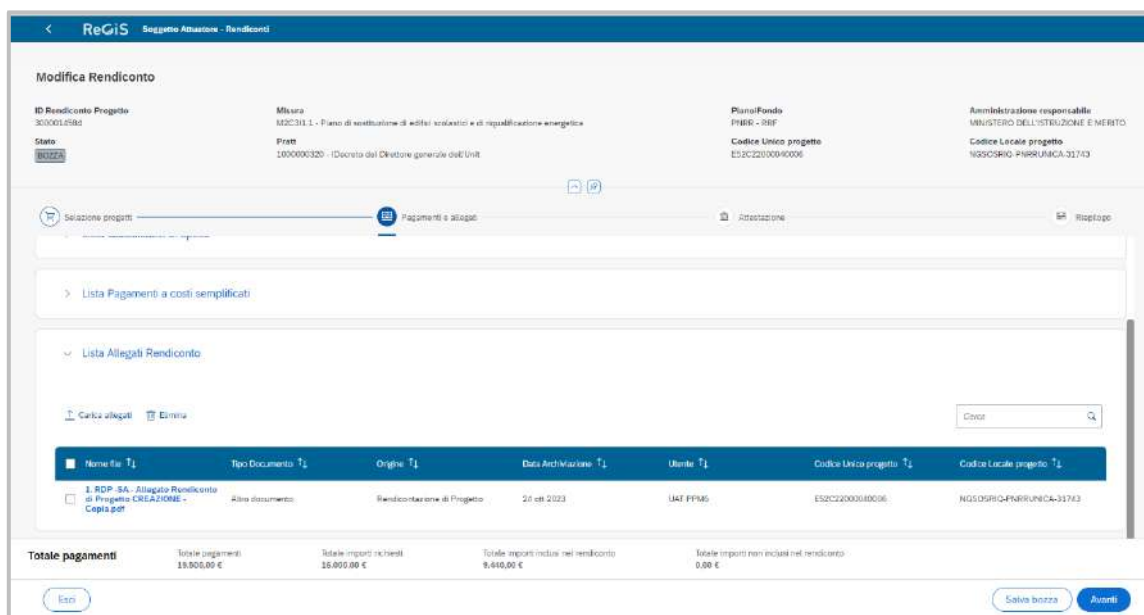 ReGiS Soggetto Attuatore - Rendiconti
Modifica Rendiconto
ID Rendiconto Progetto
Misura
M2C3I1.1 - Piano di sostituzione di edifici scolastici e di riqualificazione energetica
Piano/Fondo
PNRR - RRF
Amministrazione responsabile
MINISTERO DELL'ISTRUZIONE E MERITO
Stato:
BOZZA
Pratt
1000000320 - (Decreto del Direttore generale dell'Unit
Codice Unico progetto
E52C22000040006
Codice Locale progetto
NGSOSRIQ-PNRRUNICA-31743
Selezione progetti
Pagamenti e allegati
Attestazione
Riepilogo
Lista Pagamenti a costi semplificati
Lista Allegati Rendiconto
Carica allegati Elimina
Cerca
Nome file Tipo Documento Origine Data Archiviazione Utente Codice Unico progetto Codice Locale progetto
1. RDP -SA - Allegato Rendiconto
di Progetto CREAZIONE -
Copia.pdf
Altro documento Rendicontazione di Progetto 24 ott 2023 UAT PPM6 E52C22000040006 NGSOSRIQ-PNRRUNICA-31743
Totale pagamenti
Totale pagamenti
Totale importi richiesti
16.000,00 €
Totale importi inclusi nel rendiconto
9.440,00 €
Totale importi non inclusi nel rendiconto
0,00 €
Esci
Salva bozza
Avanti